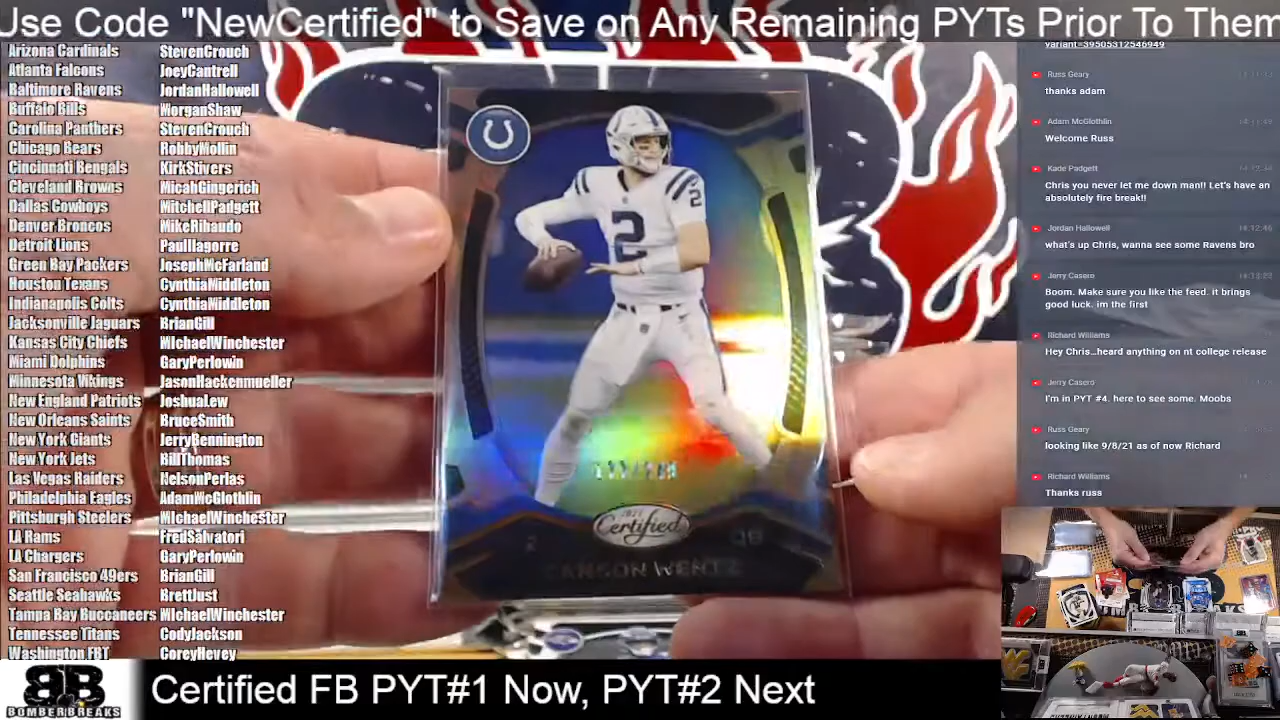 Use Code "NewCertified" to Save on Any Remaining PYTs Prior To Them
Arizona Cardinals StevenCrouch
Atlanta Falcons JoeyCantrell
Baltimore Ravens JordanHallowell
Buffalo Bills MorganShaw
Carolina Panthers StevenCrouch
Chicago Bears RobbyMollin
Cincinnati Bengals KirkStivers
Cleveland Browns MicahGingerich
Dallas Cowboys MitchellPadgett
Denver Broncos MikeRibaudo
Detroit Lions PaulIagorre
Green Bay Packers JosephMcFarland
Houston Texans CynthiaMiddleton
Indianapolis Colts CynthiaMiddleton
Jacksonville Jaguars BrianGill
Kansas City Chiefs MIchaelWinchester
Miami Dolphins GaryPerlowin
Minnesota Vikings JasonHackenmueller
New England Patriots JoshuaLew
New Orleans Saints BruceSmith
New York Giants JerryBennington
New York Jets BillThomas
Las Vegas Raiders NelsonPerlas
Philadelphia Eagles AdamMcGlothlin
Pittsburgh Steelers MIchaelWinchester
LA Rams FredSalvatori
LA Chargers GaryPerlowin
San Francisco 49ers BrianGill
Seattle Seahawks BrettJust
Tampa Bay Buccaneers MIchaelWinchester
Tennessee Titans CodyJackson
Washington FBT CoreyHevey
2
2
2021
Certified
2 QB
CARSON WENTZ
variant=39505312546949
Russ Geary
thanks adam
Adam McGlothlin
Welcome Russ
Kade Padgett
Chris you never let me down man!! Let's have an
absolutely fire break!!
Jordan Hallowell
what's up Chris, wanna see some Ravens bro
Jerry Casero
Boom. Make sure you like the feed. it brings
good luck. im the first
Richard Williams
Hey Chris...heard anything on nt college release
Jerry Casero
I'm in PYT #4. here to see some. Moobs
Russ Geary
looking like 9/8/21 as of now Richard
Richard Williams
Thanks russ
BB
BOMBERBREAKS
Certified FB PYT#1 Now, PYT#2 Next